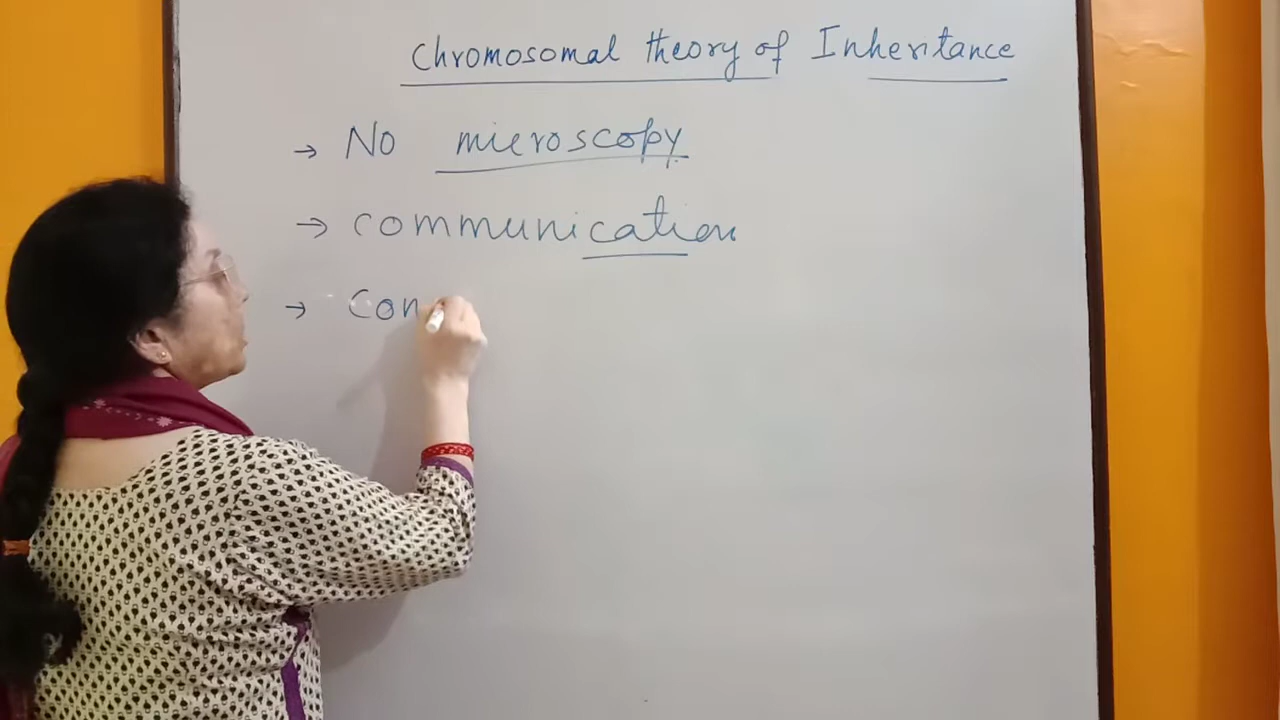 Chromosomal theory of Inheritance
→ No microscopy
→ communication
→ Con